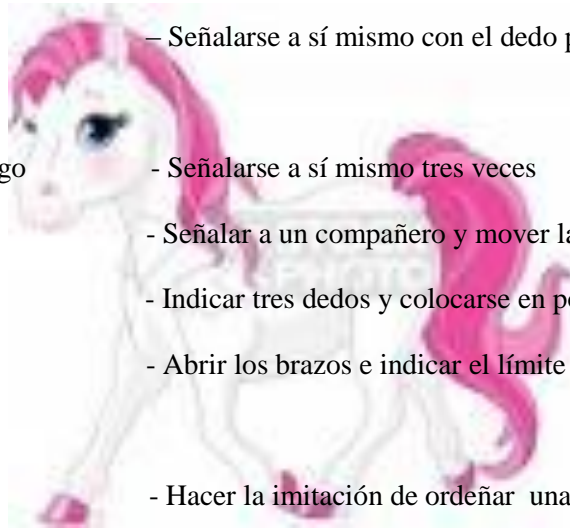 – Señalarse a sí mismo con el dedo
go - Señalarse a sí mismo tres veces
- Señalar a un compañero y mover
- Indicar tres dedos y colocarse en
- Abrir los brazos e indicar el límite
PHOTO
- Hacer la imitación de ordeñar una